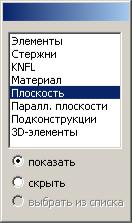 Элементы
Стержни
KNFL
Материал
Плоскость
Паралл. плоскости
Подконструкции
3D-элементы
показать
скрыть
выбрать из списка